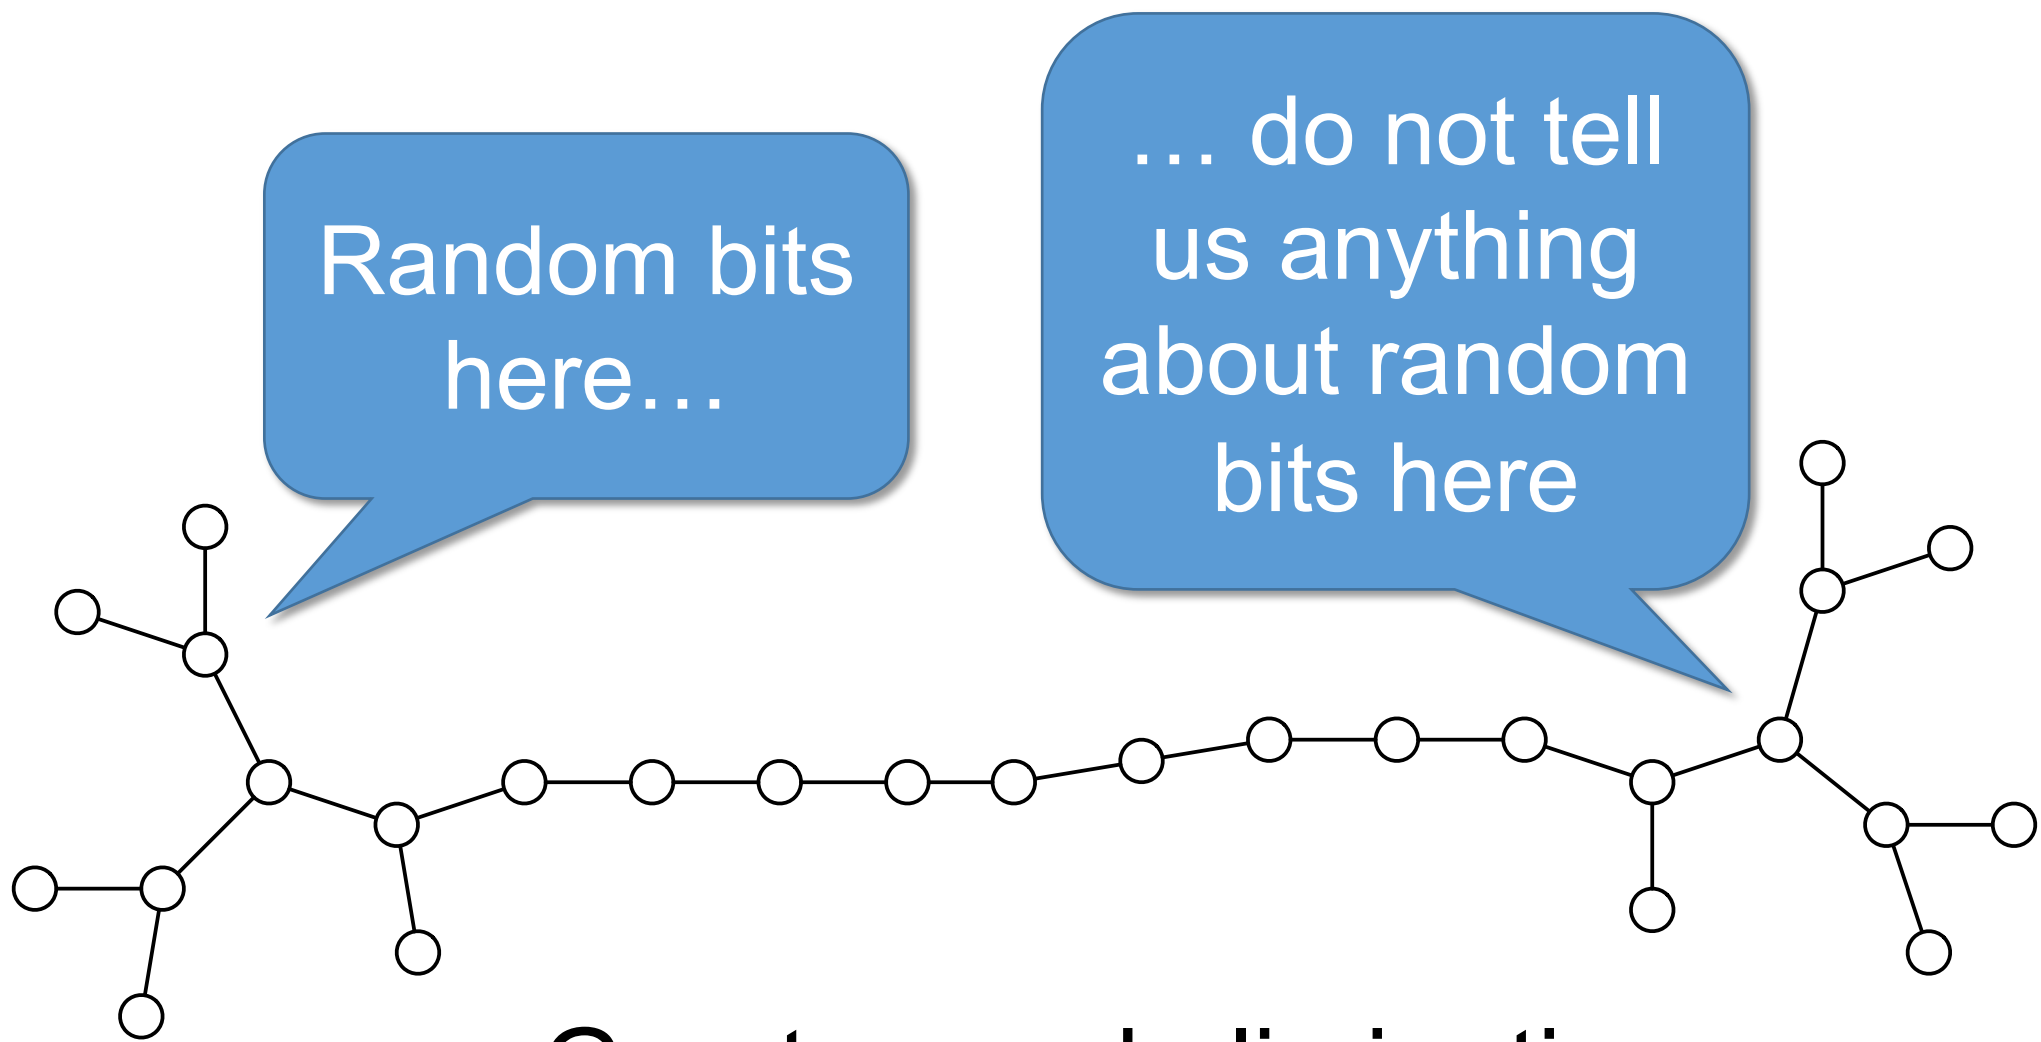 Random bits
here…
… do not tell
us anything
about random
bits here